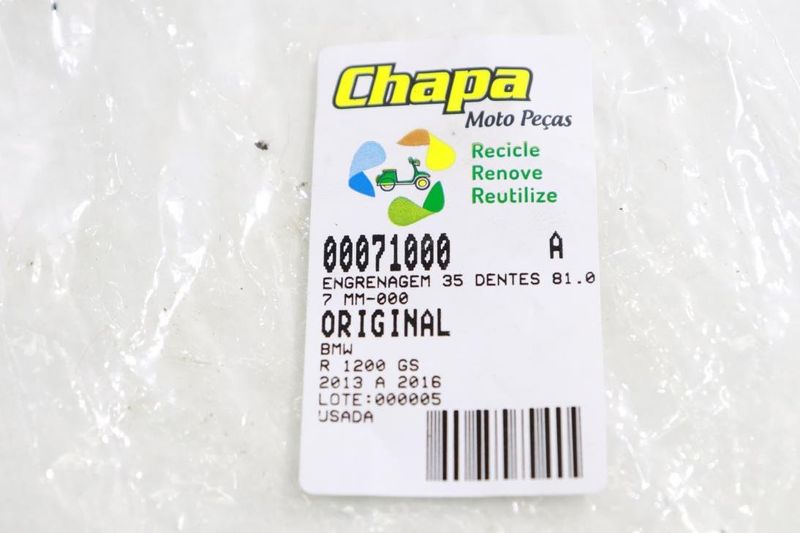 Chapa
Moto Peças
Recicle
Renove
Reutilize
00071000 A
ENGRENAGEM 35 DENTES 81.0
7 MM-000
ORIGINAL
BMW
R 1200 GS
2013 A 2016
LOTE:000005
USADA